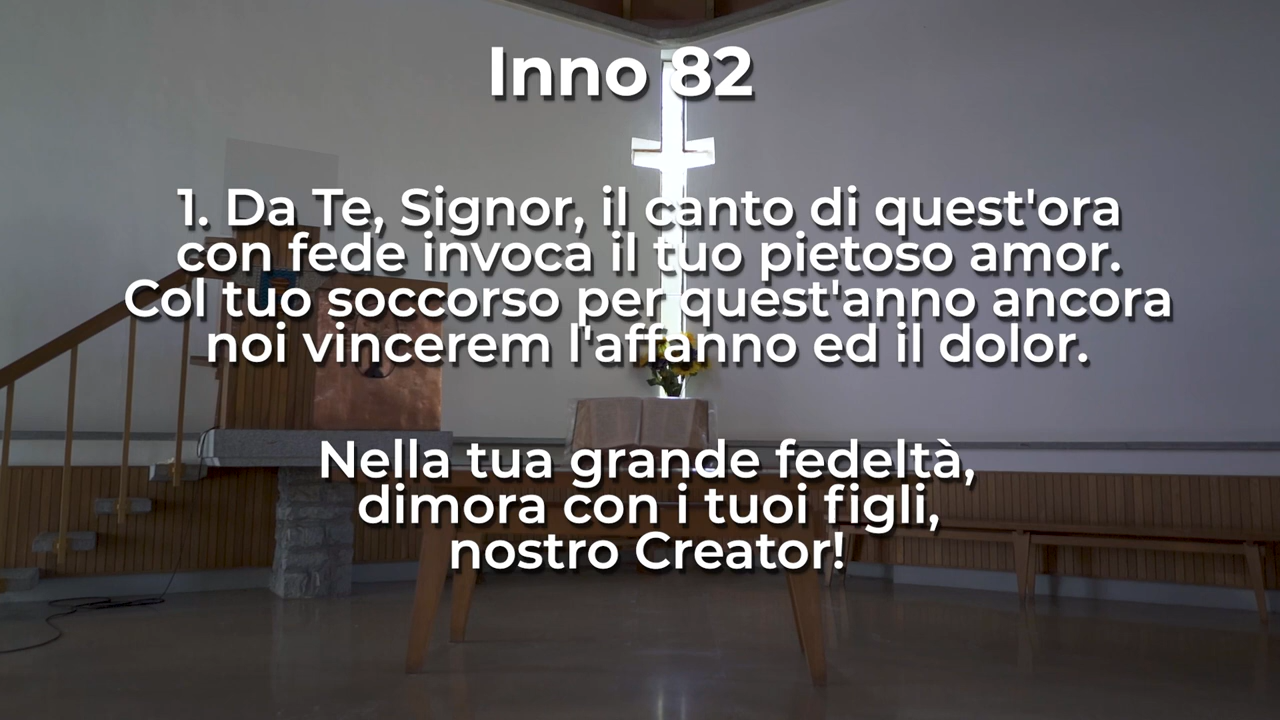 Inno 82
1. Da Te, Signor, il canto di quest'ora
con fede invoca il tuo pietoso amor.
Col tuo soccorso per quest'anno ancora
noi vincerem l'affanno ed il dolor.
Nella tua grande fedeltà,
dimora con i tuoi figli,
nostro Creator!